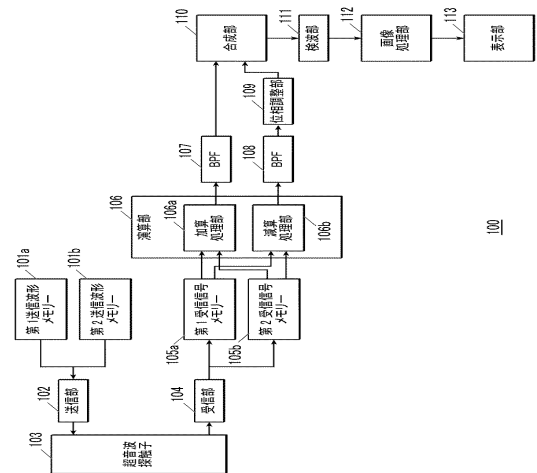 100
101a
第1送信波形
メモリー
101b
第2送信波形
メモリー
102
送信部
103
超音波
探触子
104
受信部
105a
第1受信信号
メモリー
105b
第2受信信号
メモリー
106
演算部
106a
加算
処理部
106b
減算
処理部
107
BPF
108
BPF
109
位相調整部
110
合成部
111
検波部
112
画像
処理部
113
表示部